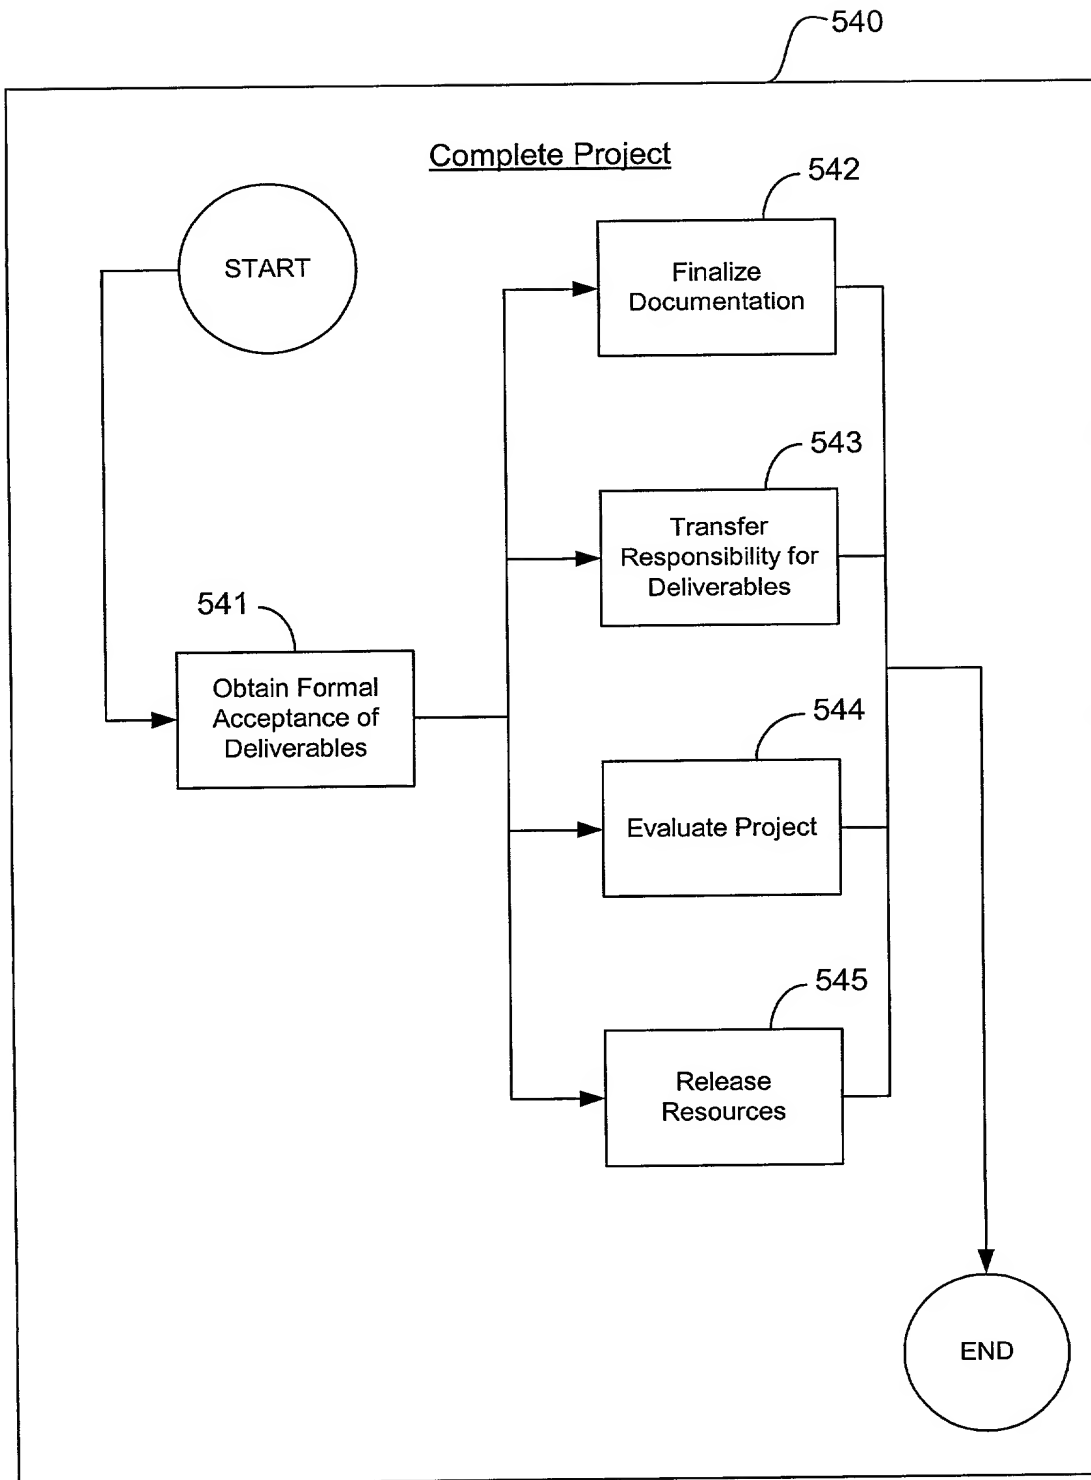 540
Complete Project
START
542
Finalize
Documentation
543
Transfer
Responsibility for
Deliverables
541
Obtain Formal
Acceptance of
Deliverables
544
Evaluate Project
545
Release
Resources
END